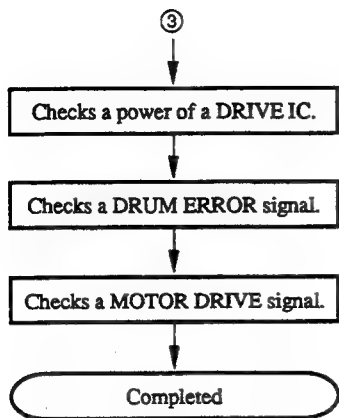 ③
Checks a power of a DRIVE IC.
Checks a DRUM ERROR signal.
Checks a MOTOR DRIVE signal.
Completed